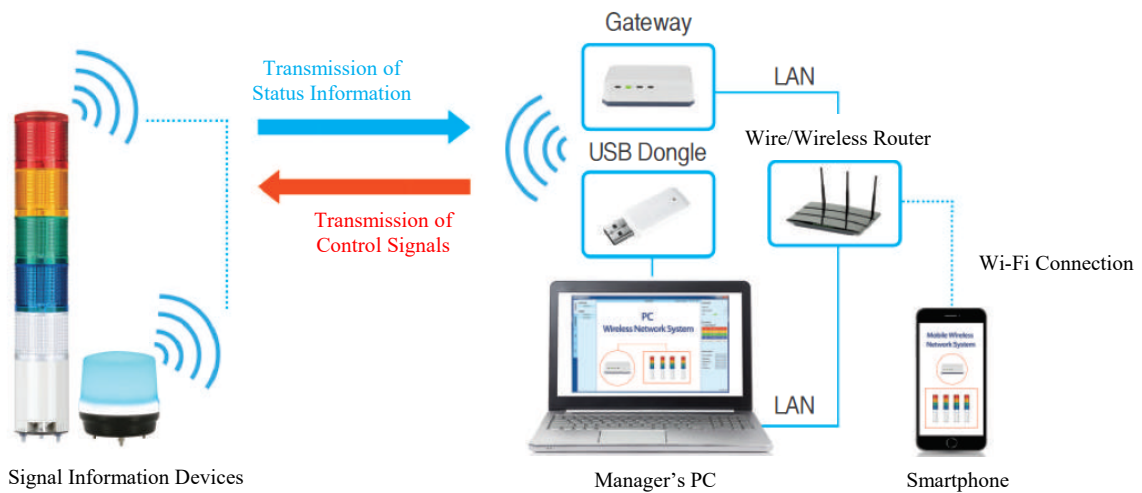 Gateway
Transmission of
Status Information
LAN
Wire/Wireless Router
USB Dongle
Transmission of
Control Signals
Wi-Fi Connection
PC
Wireless Network System
Mobile Wireless
Network System
LAN
Signal Information Devices
Manager's PC
Smartphone